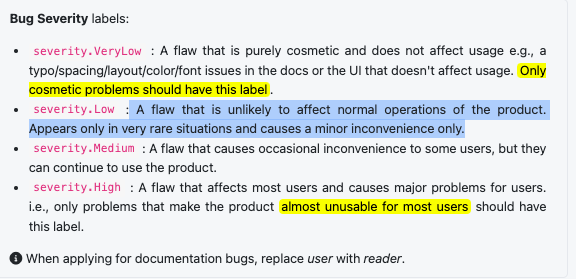 Bug Severity labels:
severity.VeryLow : A flaw that is purely cosmetic and does not affect usage e.g., a
typo/spacing/layout/color/font issues in the docs or the UI that doesn't affect usage. Only
cosmetic problems should have this label.
severity.Low : A flaw that is unlikely to affect normal operations of the product.
Appears only in very rare situations and causes a minor inconvenience only.
severity.Medium : A flaw that causes occasional inconvenience to some users, but they
can continue to use the product.
severity.High : A flaw that affects most users and causes major problems for users.
i.e., only problems that make the product almost unusable for most users should have
this label.
When applying for documentation bugs, replace user with reader.